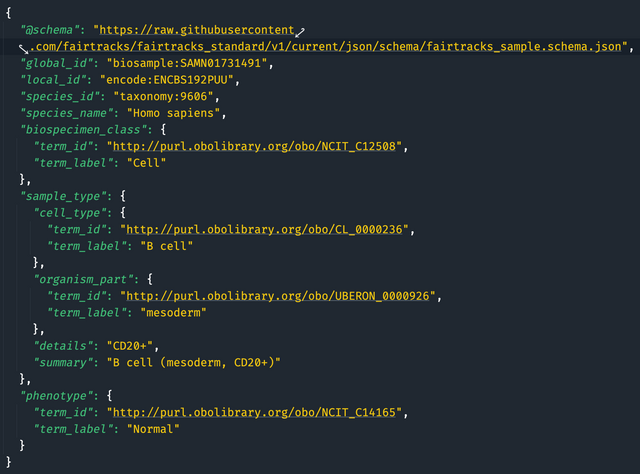 {
"@schema": "https://raw.githubusercontent
.com/fairtracks/fairtracks_standard/v1/current/json/schema/fairtracks_sample.schema.json",
"global_id": "biosample:SAMN01731491",
"local_id": "encode:ENCBS192PUU",
"species_id": "taxonomy:9606",
"species_name": "Homo sapiens",
"biospecimen_class": {
"term_id": "http://purl.obolibrary.org/obo/NCIT_C12508",
"term_label": "Cell"
},
"sample_type": {
"cell_type": {
"term_id": "http://purl.obolibrary.org/obo/CL_0000236",
"term_label": "B cell"
},
"organism_part": {
"term_id": "http://purl.obolibrary.org/obo/UBERON_0000926",
"term_label": "mesoderm"
},
"details": "CD20+",
"summary": "B cell (mesoderm, CD20+)"
},
"phenotype": {
"term_id": "http://purl.obolibrary.org/obo/NCIT_C14165",
"term_label": "Normal"
}
}